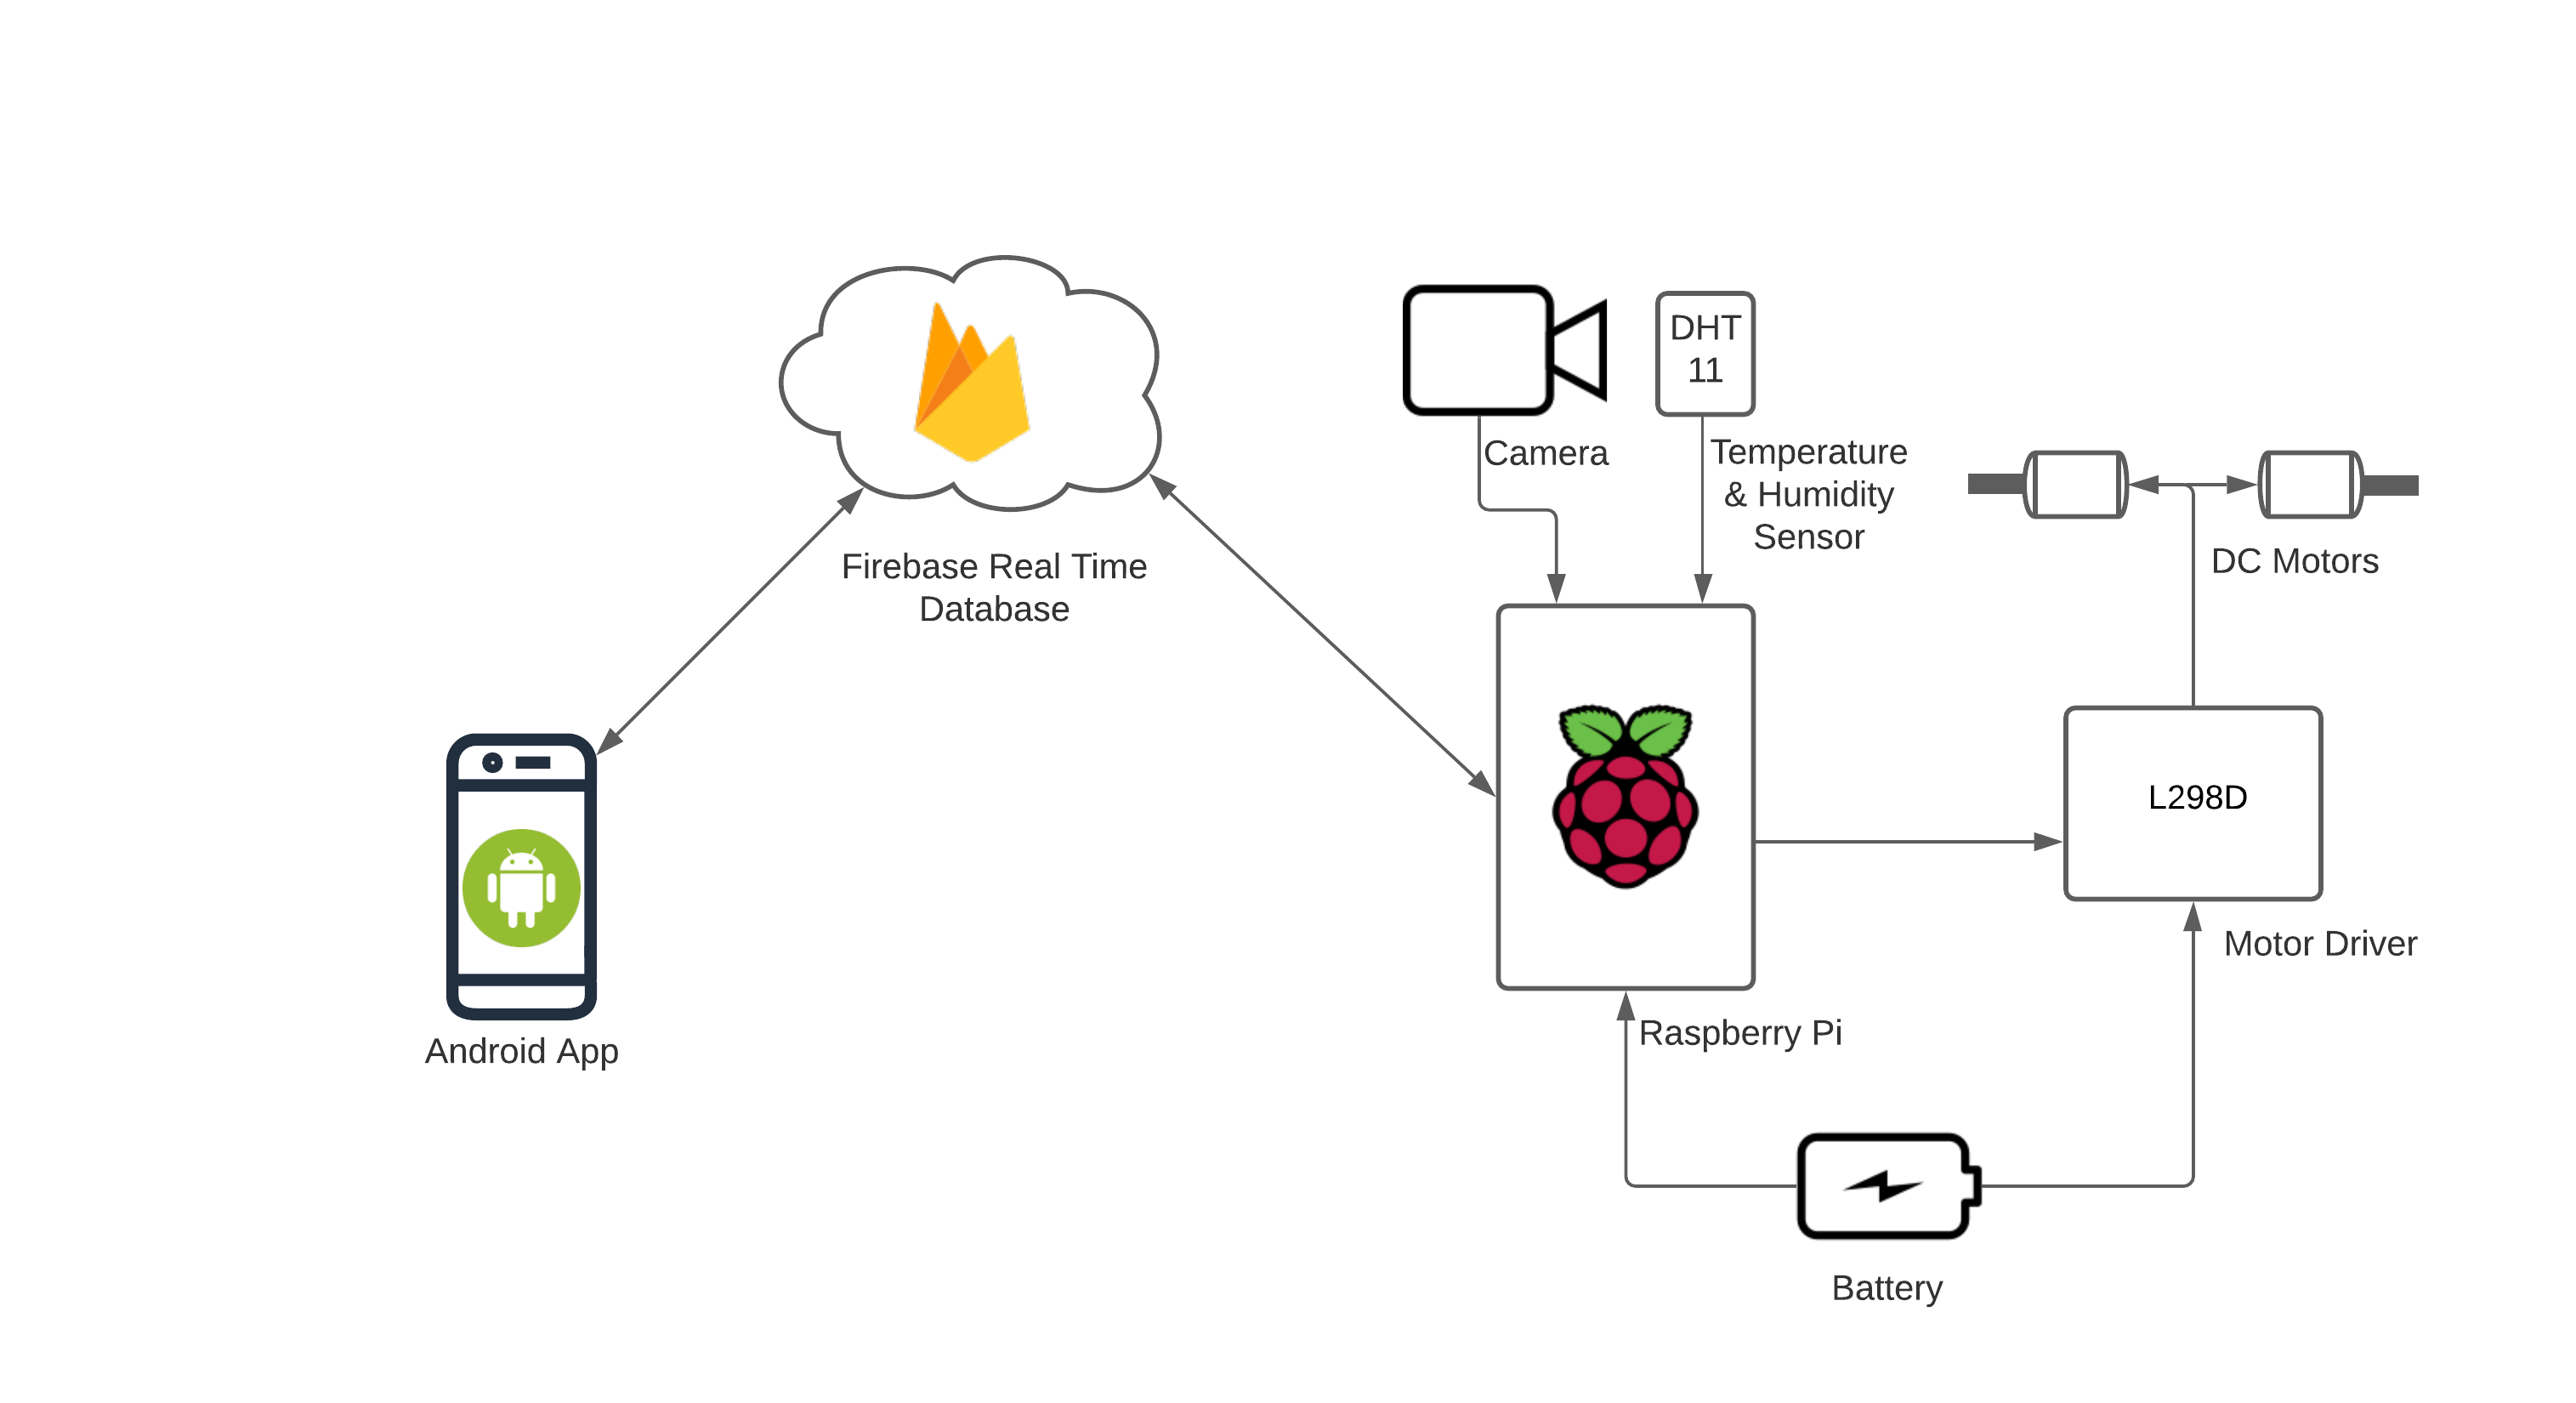 Firebase Real Time
Database
Android App
Camera
DHT
11
Temperature
& Humidity
Sensor
DC Motors
L298D
Motor Driver
Raspberry Pi
Battery